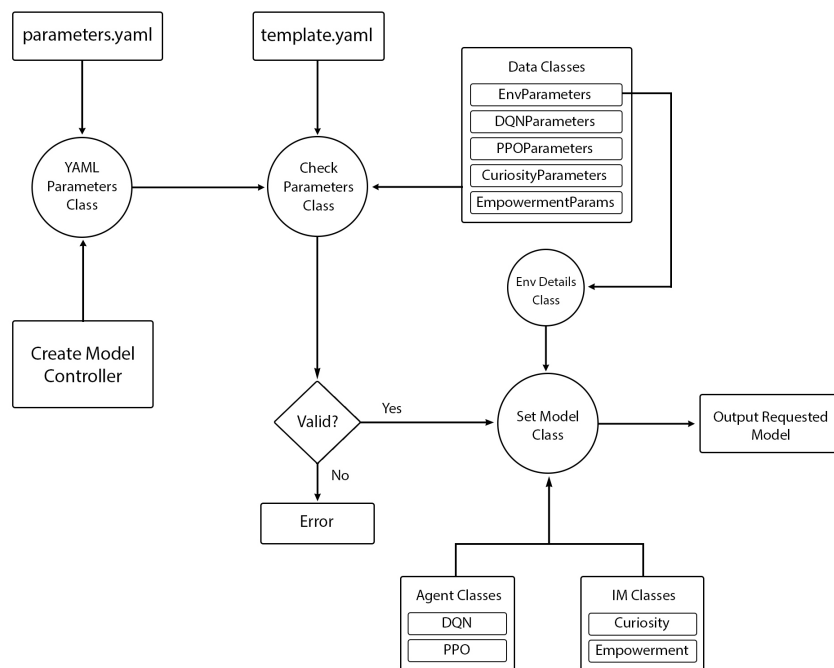 parameters.yaml
template.yaml
Data Classes
EnvParameters
DQNParameters
PPOParameters
CuriosityParameters
EmpowermentParams
YAML
Parameters
Class
Check
Parameters
Class
Env Details
Class
Create Model
Controller
Valid?
Yes
No
Error
Set Model
Class
Output Requested
Model
Agent Classes
DQN
PPO
IM Classes
Curiosity
Empowerment